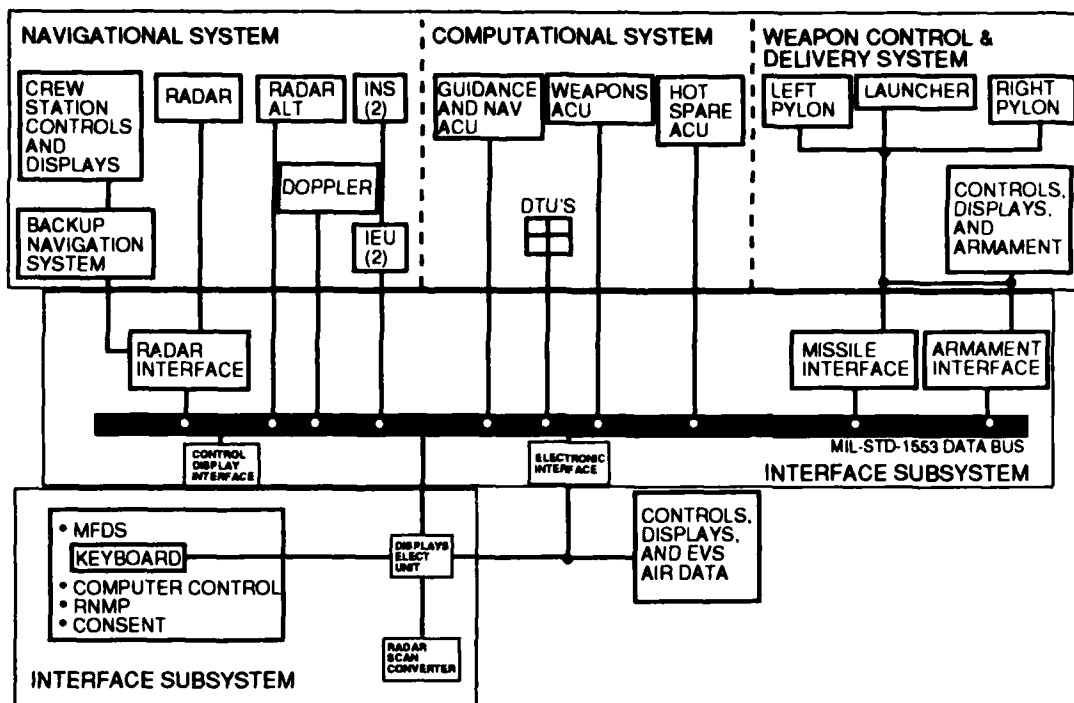 NAVIGATIONAL SYSTEM
CREW
STATION
CONTROLS
AND
DISPLAYS
RADAR
RADAR
ALT
INS
(2)
DOPPLER
BACKUP
NAVIGATION
SYSTEM
IEU
(2)
COMPUTATIONAL SYSTEM
GUIDANCE
AND NAV
ACU
WEAPONS
ACU
HOT
SPARE
ACU
DTU'S
WEAPON CONTROL &
DELIVERY SYSTEM
LEFT
PYLON
LAUNCHER
RIGHT
PYLON
CONTROLS,
DISPLAYS,
AND
ARMAMENT
RADAR
INTERFACE
MISSILE
INTERFACE
ARMAMENT
INTERFACE
MIL-STD-1553 DATA BUS
CONTROL
DISPLAY
INTERFACE
ELECTRONIC
INTERFACE
INTERFACE SUBSYSTEM
• MFDS
KEYBOARD
• COMPUTER CONTROL
• RNMP
• CONSENT
DISPLAYS
ELECT
UNIT
CONTROLS,
DISPLAYS,
AND EVS
AIR DATA
RADAR
SCAN
CONVERTER
INTERFACE SUBSYSTEM